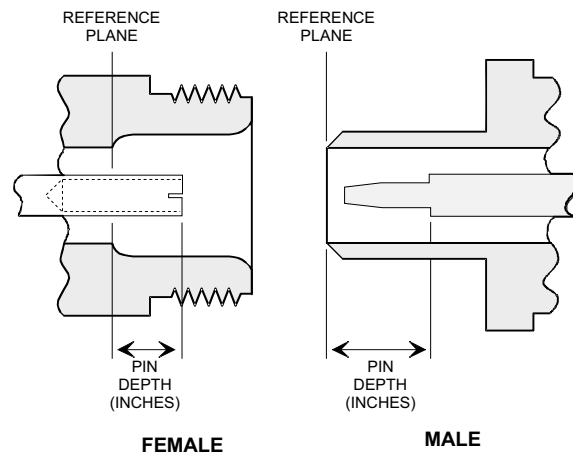 REFERENCE
PLANE
REFERENCE
PLANE
PIN
DEPTH
(INCHES)
PIN
DEPTH
(INCHES)
FEMALE
MALE